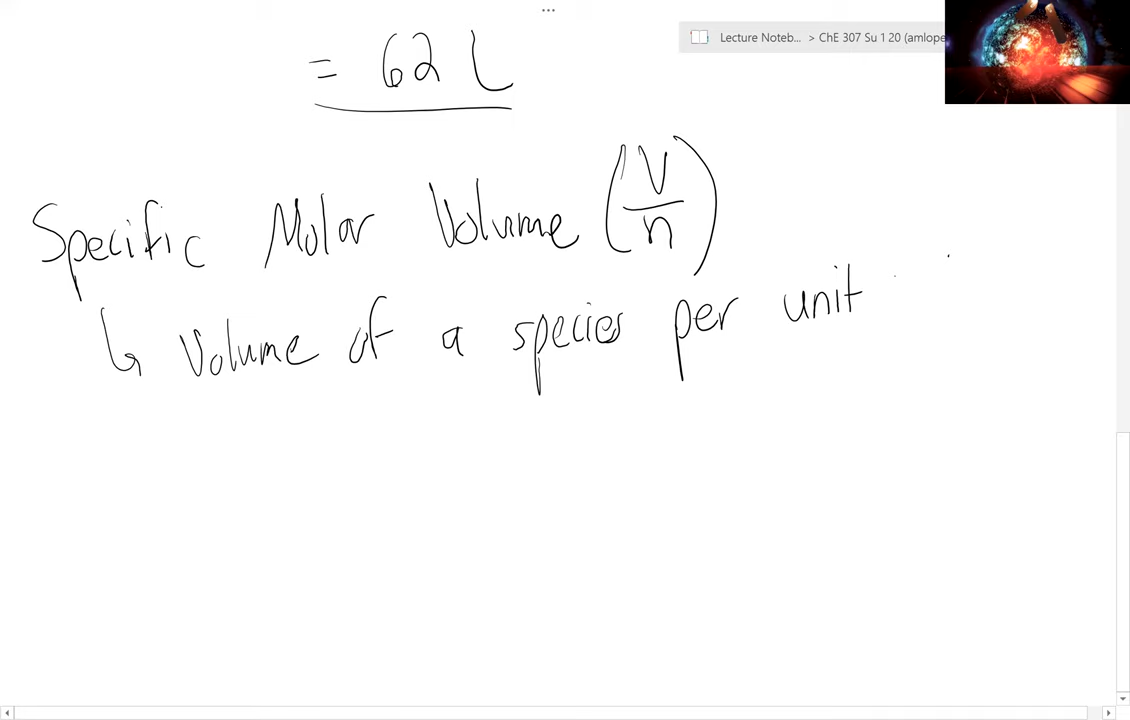 Lecture Noteb... > ChE 307 Su 1 20 (amlope
= 62 L
Specific Molar Volume (V/n)
↳ Volume of a species per unit